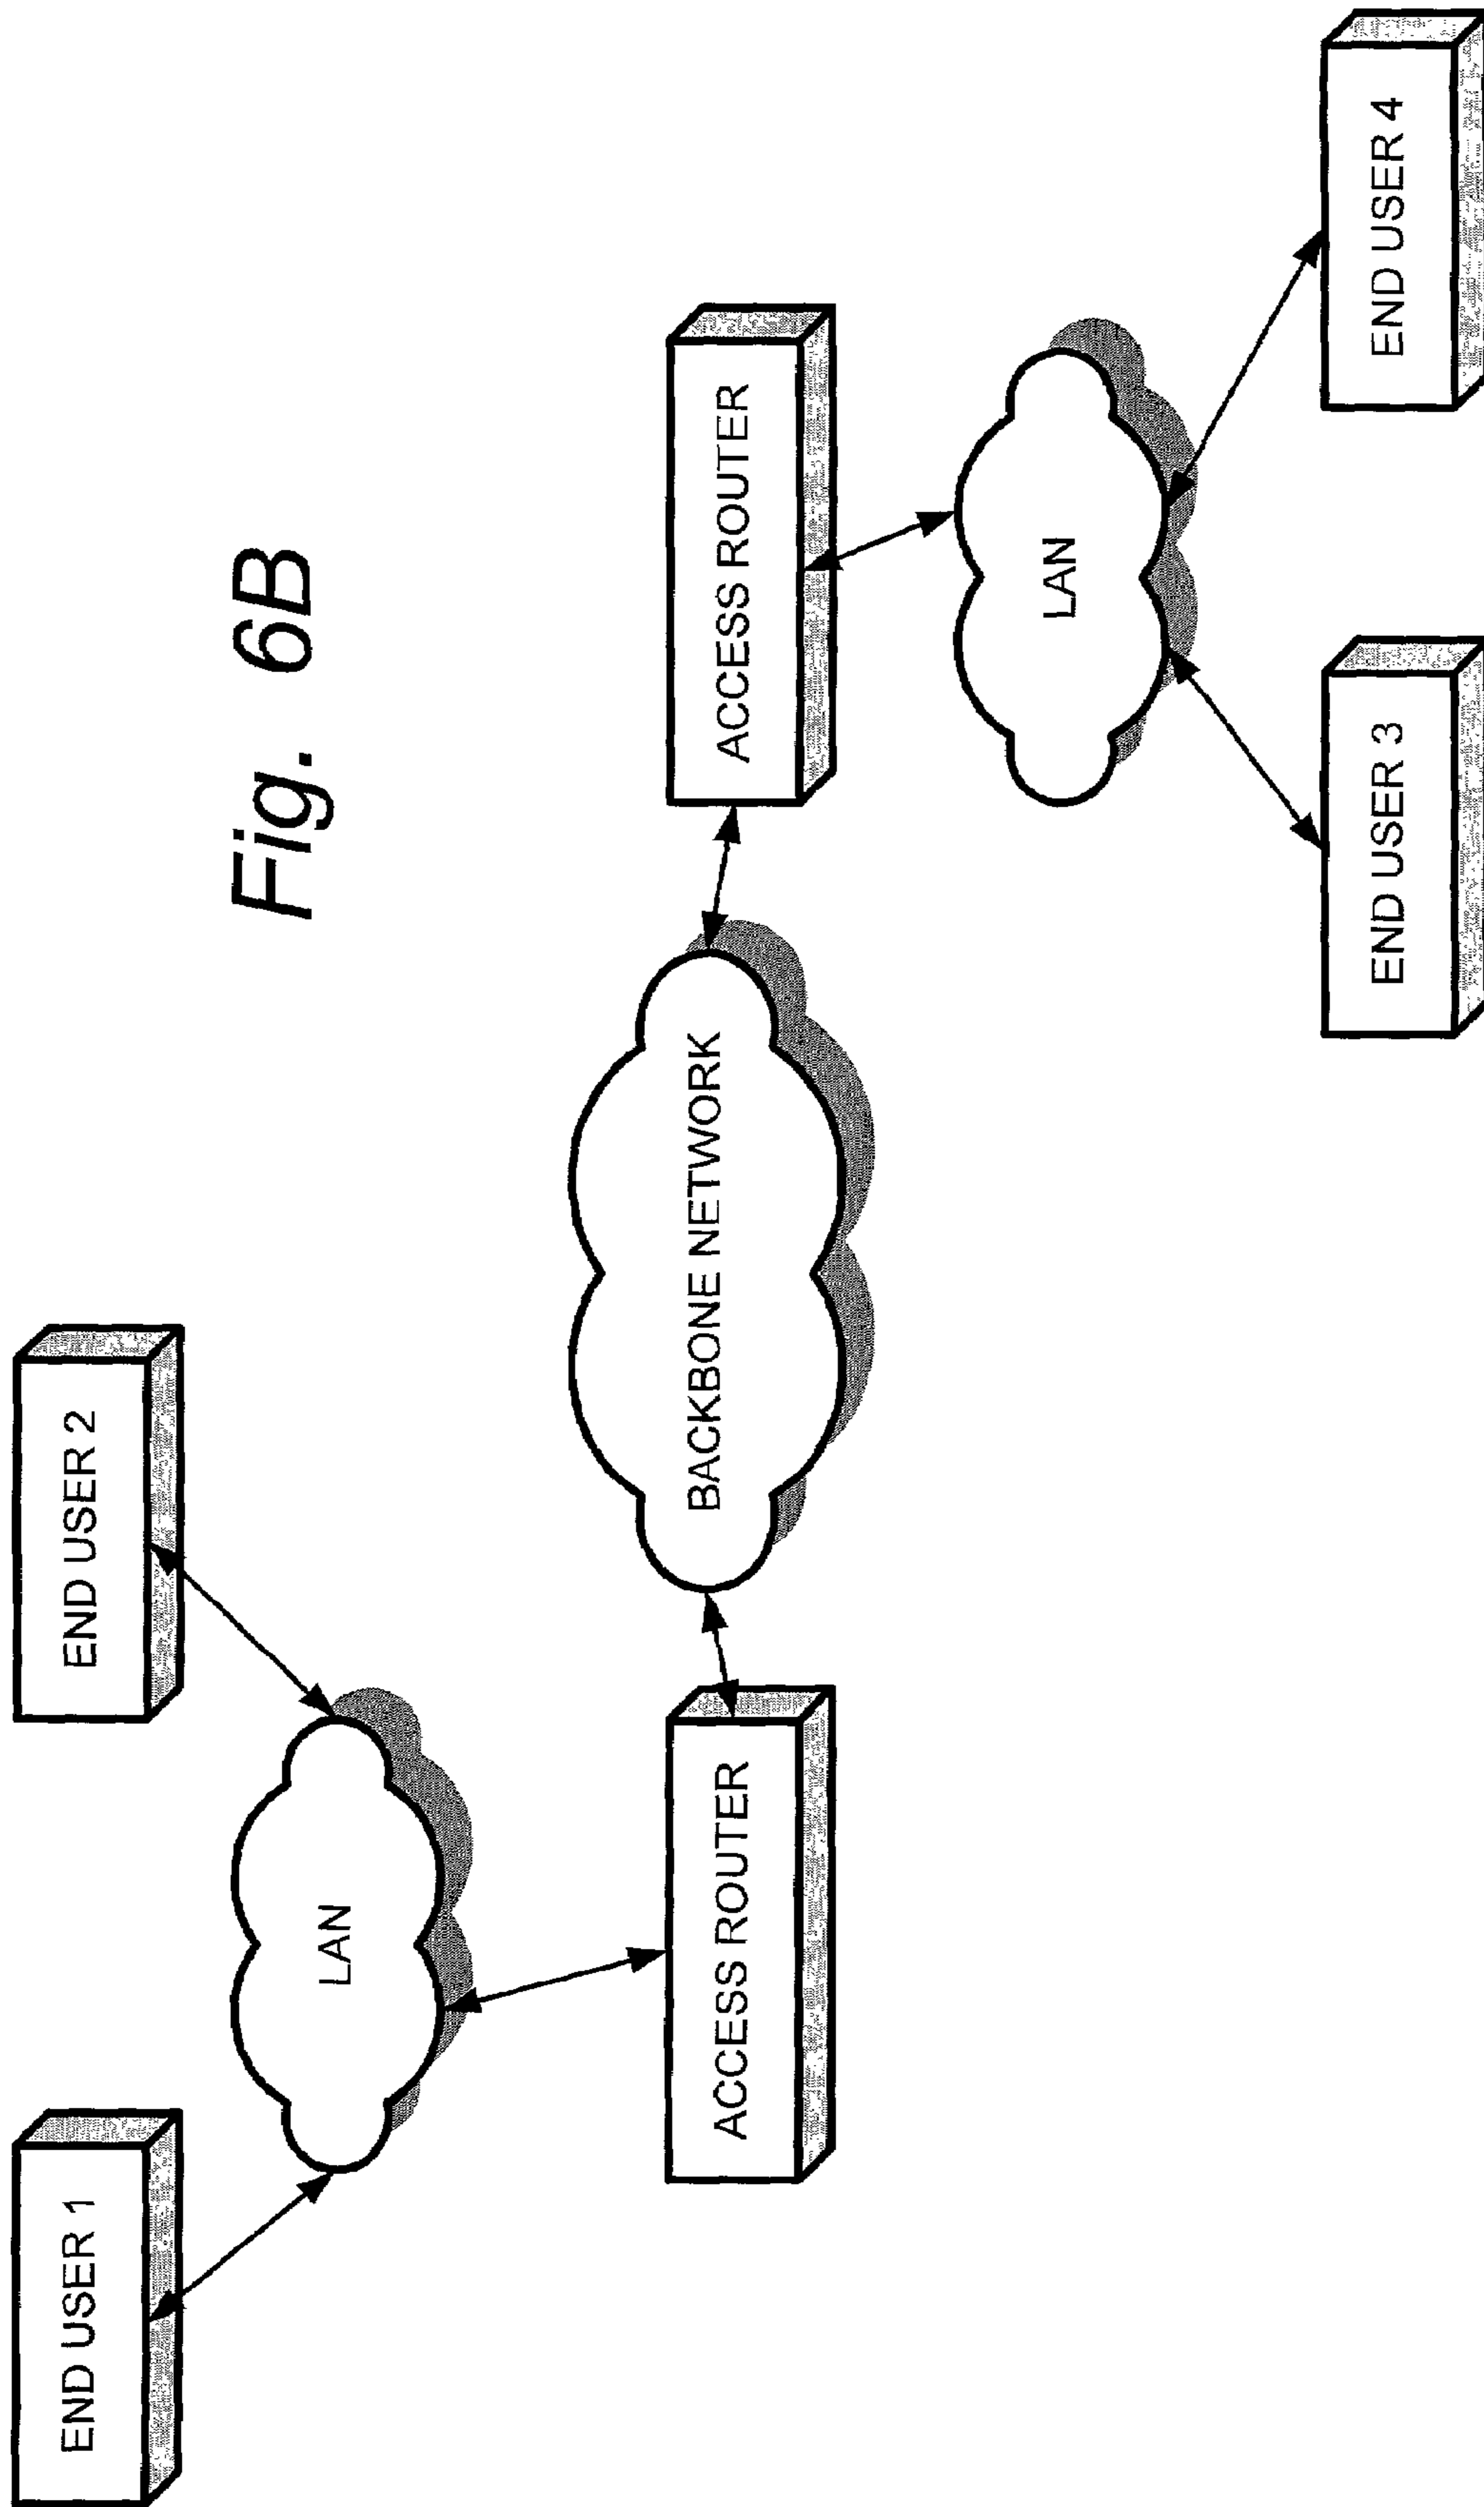 Fig. 6B
END USER 1
END USER 2
LAN
ACCESS ROUTER
BACKBONE NETWORK
ACCESS ROUTER
LAN
END USER 3
END USER 4